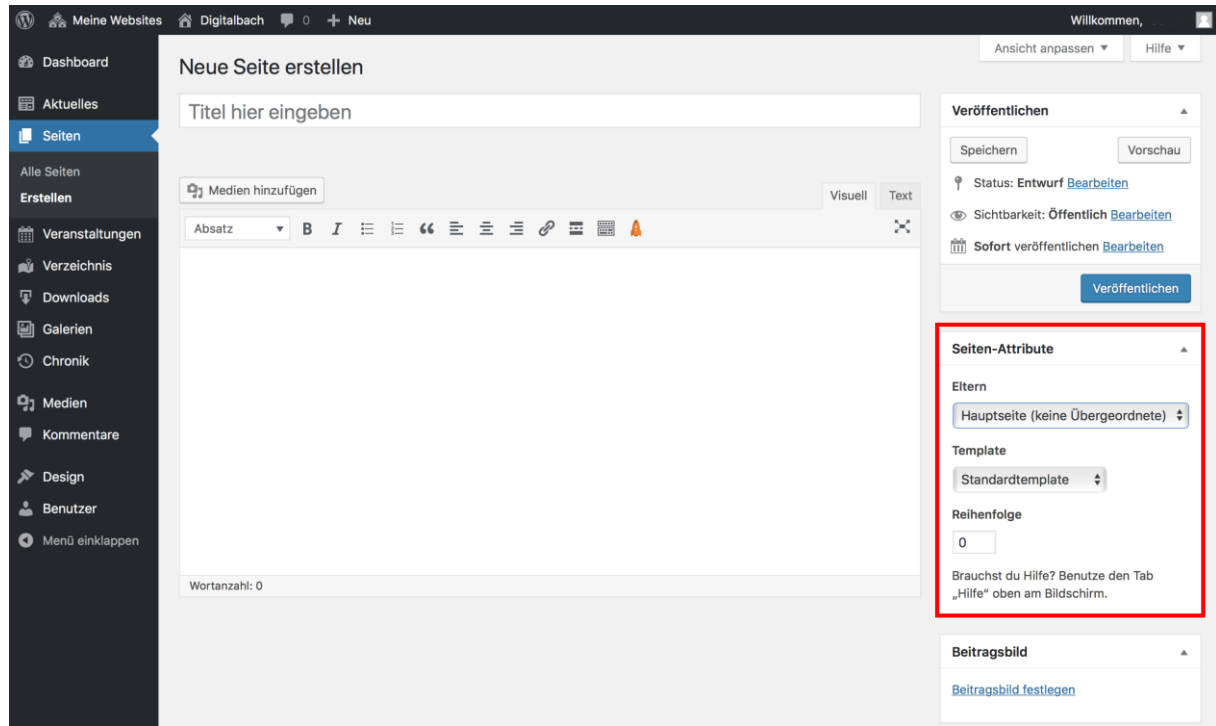 Meine Websites Digitalbach 0 Neu Willkommen,
Ansicht anpassen Hilfe
Dashboard
Aktuelles
Seiten
Alle Seiten
Erstellen
Veranstaltungen
Verzeichnis
Downloads
Galerien
Chronik
Medien
Kommentare
Design
Benutzer
Menü einklappen
Neue Seite erstellen
Titel hier eingeben
Medien hinzufügen
Visuell Text
Absatz B I
Wortanzahl: 0
Veröffentlichen
Speichern Vorschau
Status: Entwurf Bearbeiten
Sichtbarkeit: Öffentlich Bearbeiten
Sofort veröffentlichen Bearbeiten
Veröffentlichen
Seiten-Attribute
Eltern
Hauptseite (keine Übergeordnete)
Template
Standardtemplate
Reihenfolge
0
Brauchst du Hilfe? Benutze den Tab
„Hilfe“ oben am Bildschirm.
Beitragsbild
Beitragsbild festlegen